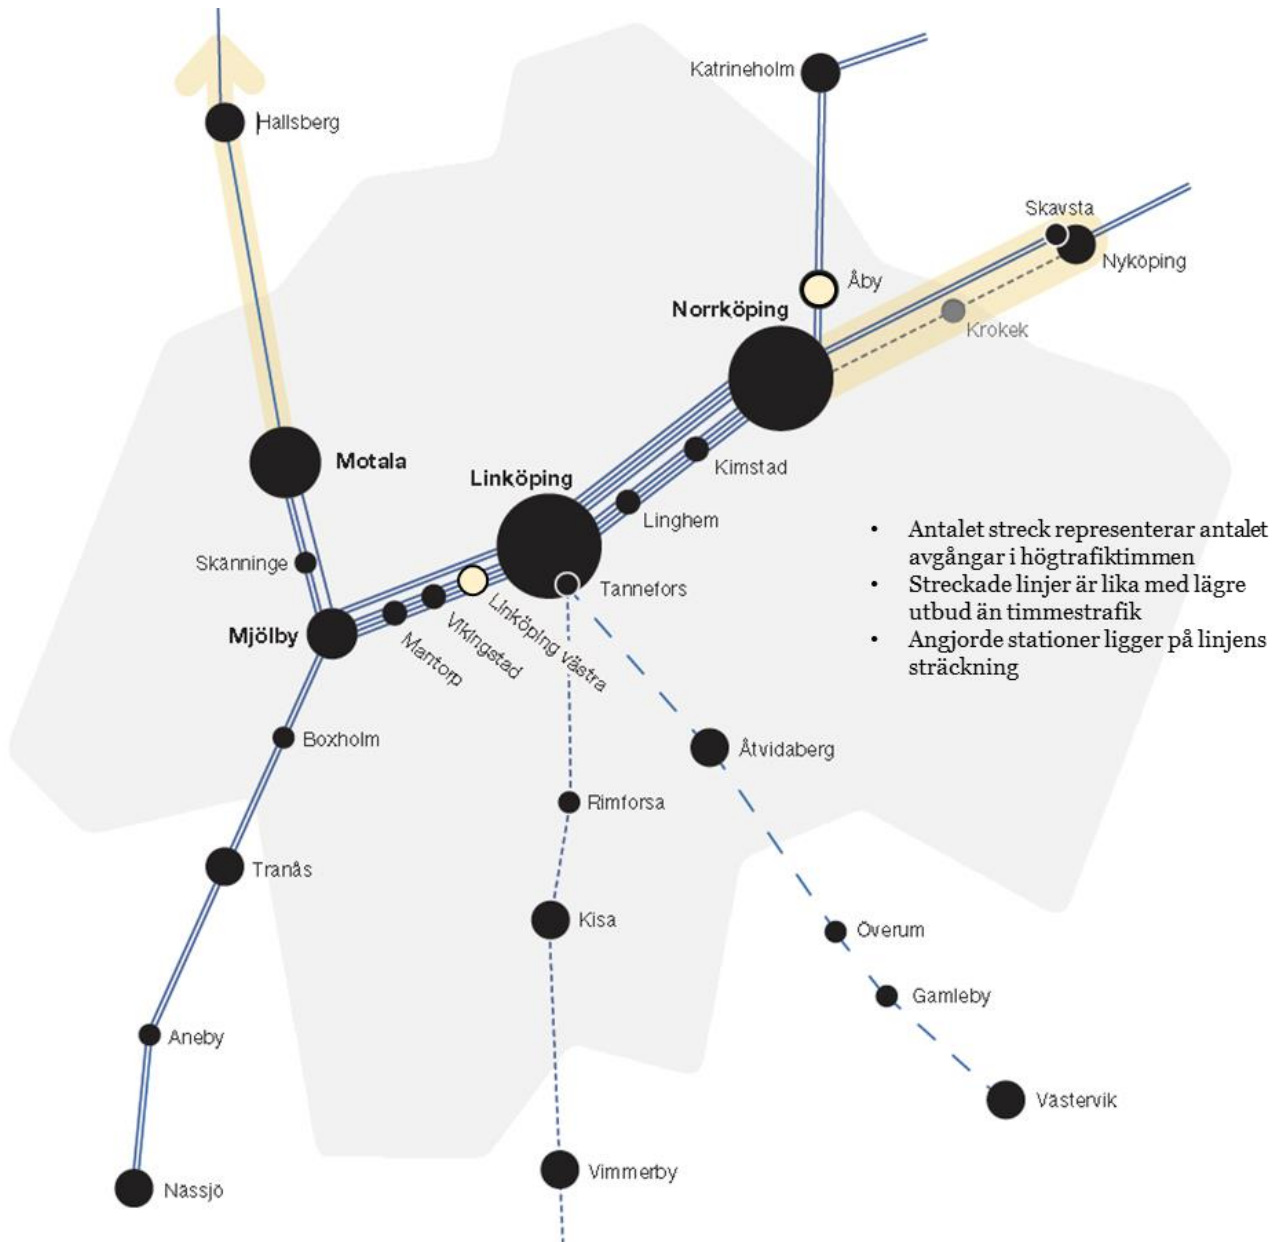 Katrineholm
Hallsberg
Skavsta
Nyköping
Åby
Norrköping
Krokek
Motala
Linköping
Kimstad
Linghem
• Antalet streck representerar antalet
avgångar i högtrafiktimmen
• Streckade linjer är lika med lägre
utbud än timmestrafik
• Angjorde stationer ligger på linjens
sträckning
Skänninge
Tannefors
Mjölby
Mantorp
Vikingstad
Linköping västra
Boxholm
Åtvidaberg
Rimforsa
Tranås
Kisa
Överum
Gamleby
Aneby
Västervik
Vimmerby
Nässjö